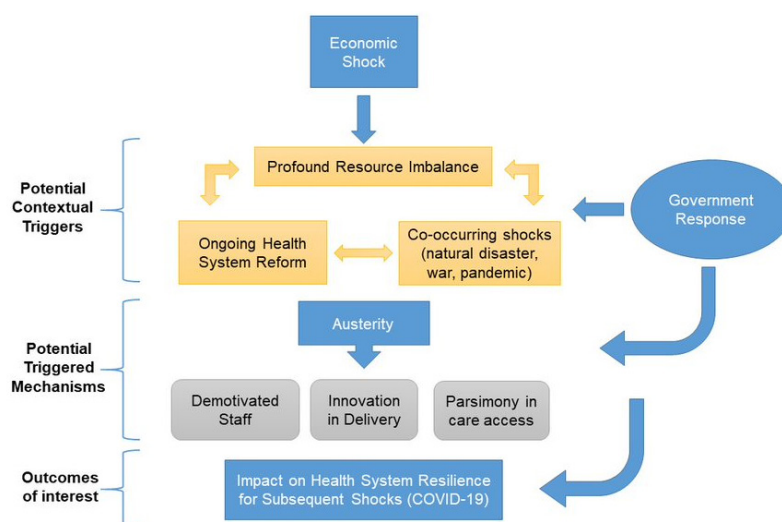 Economic
Shock
Potential
Contextual
Triggers
Profound Resource Imbalance
Ongoing Health
System Reform
Co-occurring shocks
(natural disaster,
war, pandemic)
Government
Response
Potential
Triggered
Mechanisms
Austerity
Demotivated
Staff
Innovation
in Delivery
Parsimony in
care access
Outcomes
of interest
Impact on Health System Resilience
for Subsequent Shocks (COVID-19)